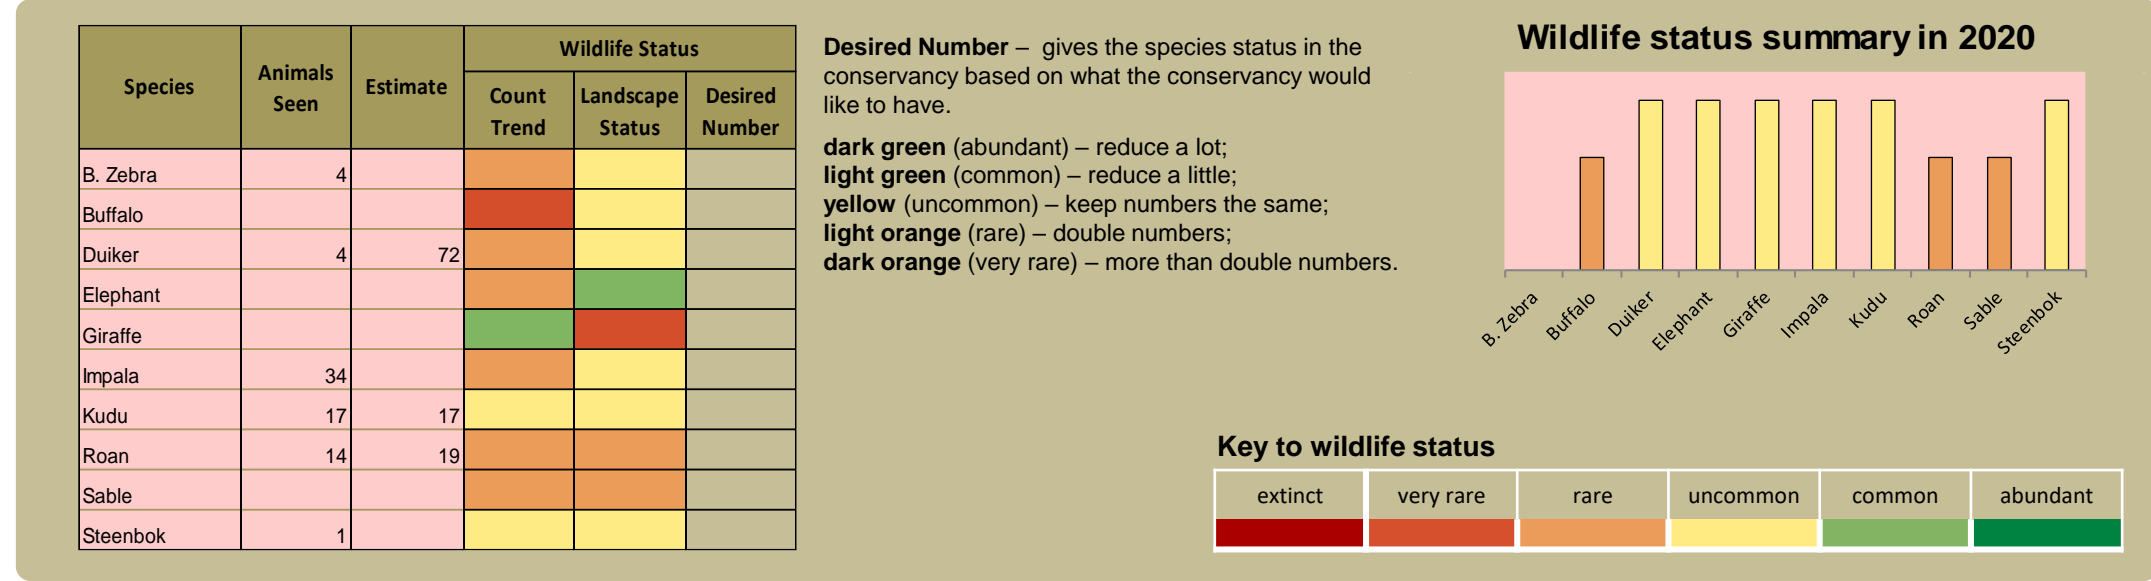 Species Animals Seen Estimate Wildlife Status
Count Trend Landscape Status Desired Number
B. Zebra 4
Buffalo
Duiker 4 72
Elephant
Giraffe
Impala 34
Kudu 17 17
Roan 14 19
Sable
Steenbok 1
Desired Number – gives the species status in the
conservancy based on what the conservancy would
like to have.
dark green (abundant) – reduce a lot;
light green (common) – reduce a little;
yellow (uncommon) – keep numbers the same;
light orange (rare) – double numbers;
dark orange (very rare) – more than double numbers.
Wildlife status summary in 2020
B. Zebra Buffalo Duiker Elephant Giraffe Impala Kudu Roan Sable Steenbok
Key to wildlife status
extinct very rare rare uncommon common abundant